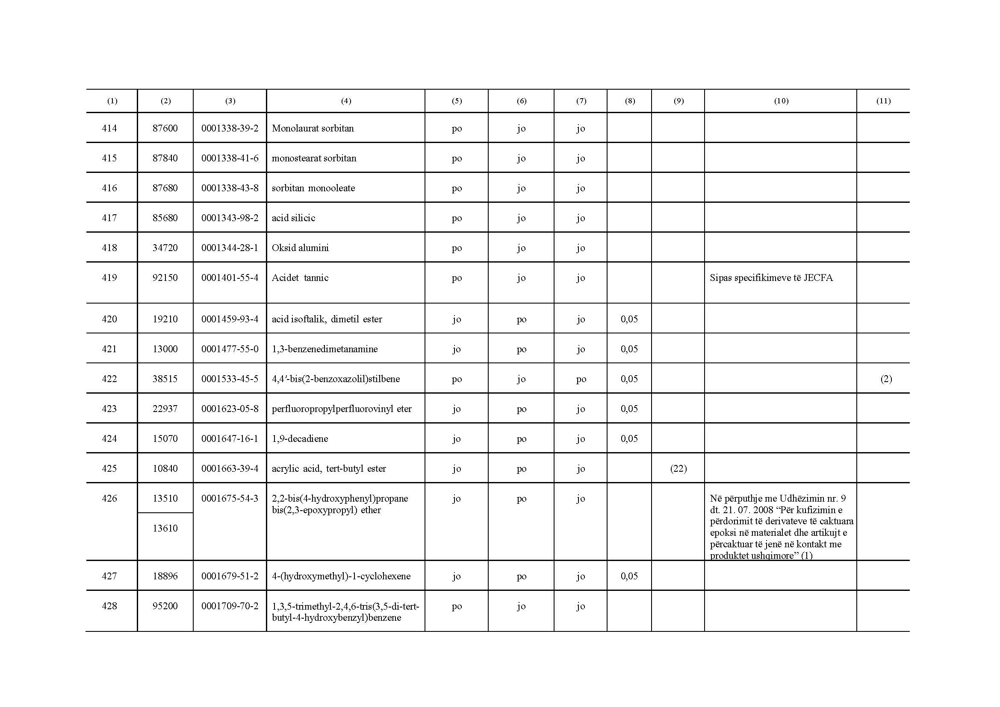 (1) (2) (3) (4) (5) (6) (7) (8) (9) (10) (11)
414 87600 0001338-39-2 Monolaurat sorbitan po jo jo
415 87840 0001338-41-6 monostearat sorbitan po jo jo
416 87680 0001338-43-8 sorbitan monooleate po jo jo
417 85680 0001343-98-2 acid silicic po jo jo
418 34720 0001344-28-1 Oksid alumini po jo jo
419 92150 0001401-55-4 Acidet tannic po jo jo Sipas specifikimeve të JECFA
420 19210 0001459-93-4 acid isoftalik, dimetil ester jo po jo 0,05
421 13000 0001477-55-0 1,3-benzenedimetanamine jo po jo 0,05
422 38515 0001533-45-5 4,4′-bis(2-benzoxazolil)stilbene po jo po 0,05 (2)
423 22937 0001623-05-8 perfluoropropylperfluorovinyl eter jo po jo 0,05
424 15070 0001647-16-1 1,9-decadiene jo po jo 0,05
425 10840 0001663-39-4 acrylic acid, tert-butyl ester jo po jo (22)
426 13510 0001675-54-3 2,2-bis(4-hydroxyphenyl)propane jo po jo Në përputhje me Udhëzimin nr. 9
bis(2,3-epoxypropyl) ether dt. 21. 07. 2008 “Për kufizimin e
13610 përdorimit të derivateve të caktuara
epoksi në materialet dhe artikujt e
përcaktuar të jenë në kontakt me
produktet ushqimore” (1)
427 18896 0001679-51-2 4-(hydroxymethyl)-1-cyclohexene jo po jo 0,05
428 95200 0001709-70-2 1,3,5-trimethyl-2,4,6-tris(3,5-di-tert- po jo jo
butyl-4-hydroxybenzyl)benzene